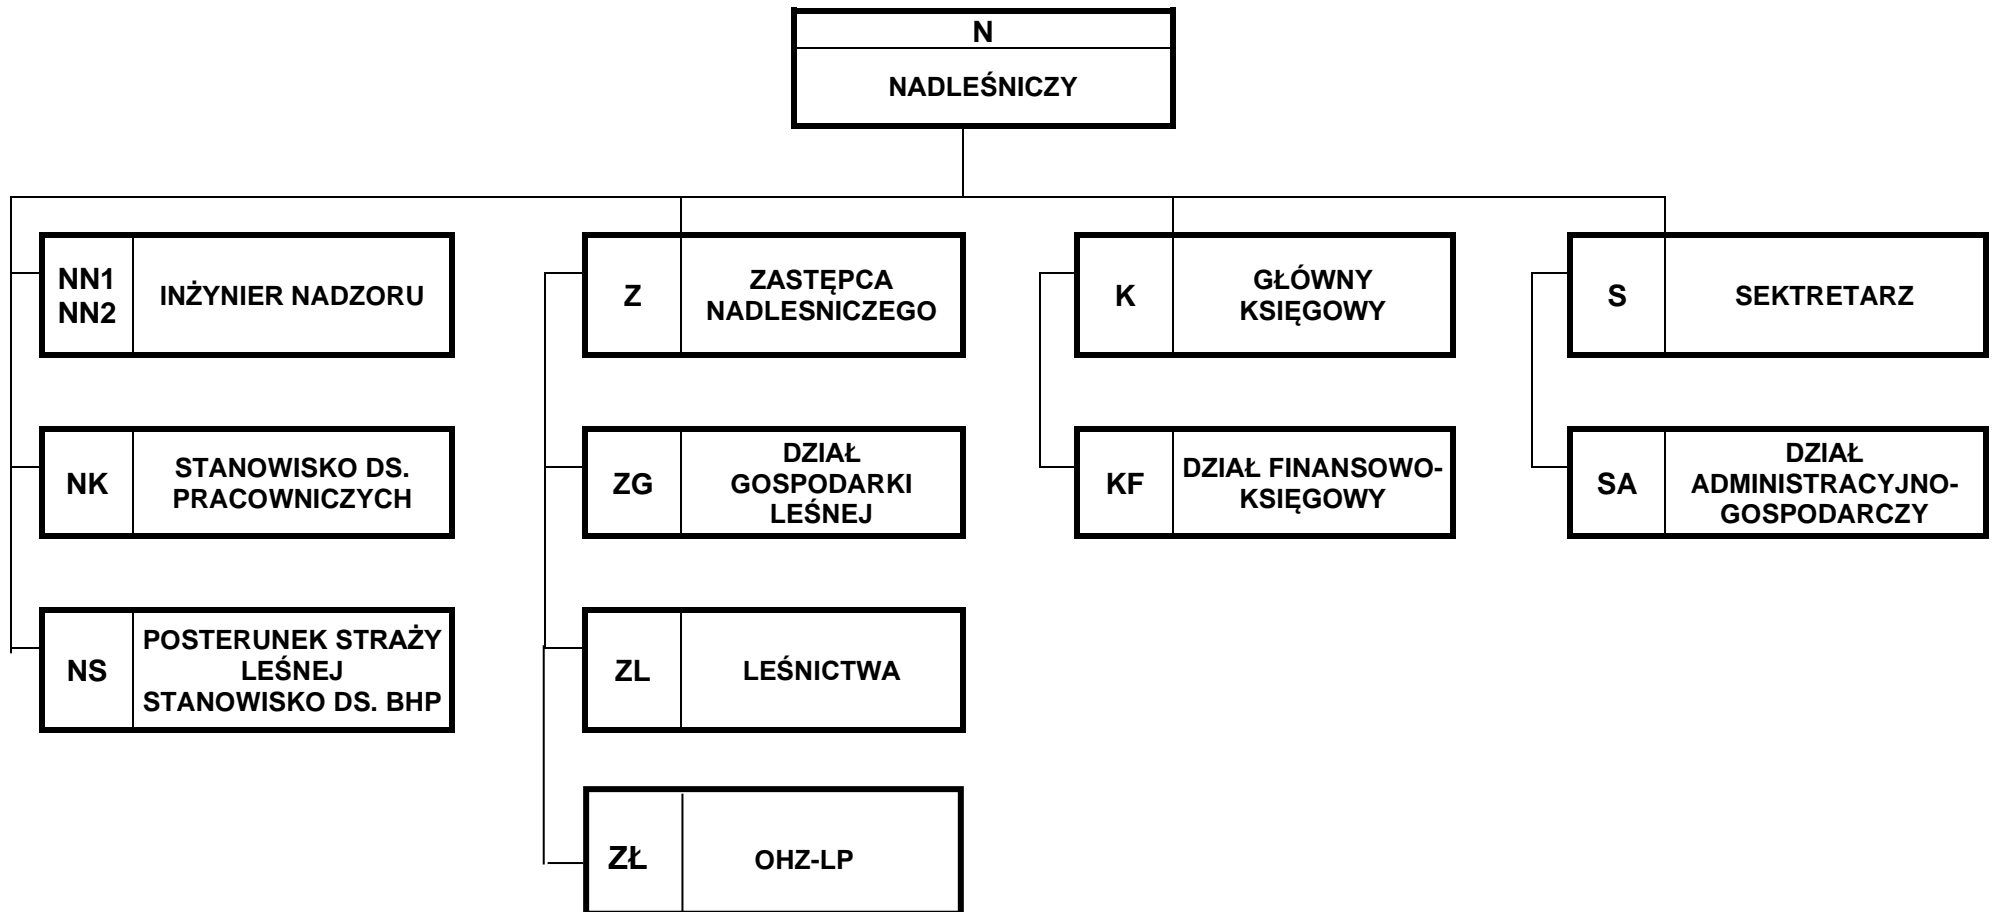 N
NADLEŚNICZY
NN1
NN2
INŻYNIER NADZORU
Z
ZASTĘPCA
NADLESNICZEGO
K
GŁÓWNY
KSIĘGOWY
S
SEKTRETARZ
NK
STANOWISKO DS.
PRACOWNICZYCH
ZG
DZIAŁ
GOSPODARKI
LEŚNEJ
KF
DZIAŁ FINANSOWO-
KSIĘGOWY
SA
DZIAŁ
ADMINISTRACYJNO-
GOSPODARCZY
NS
POSTERUNEK STRAŻY
LEŚNEJ
STANOWISKO DS. BHP
ZL
LEŚNICTWA
ZŁ
OHZ-LP